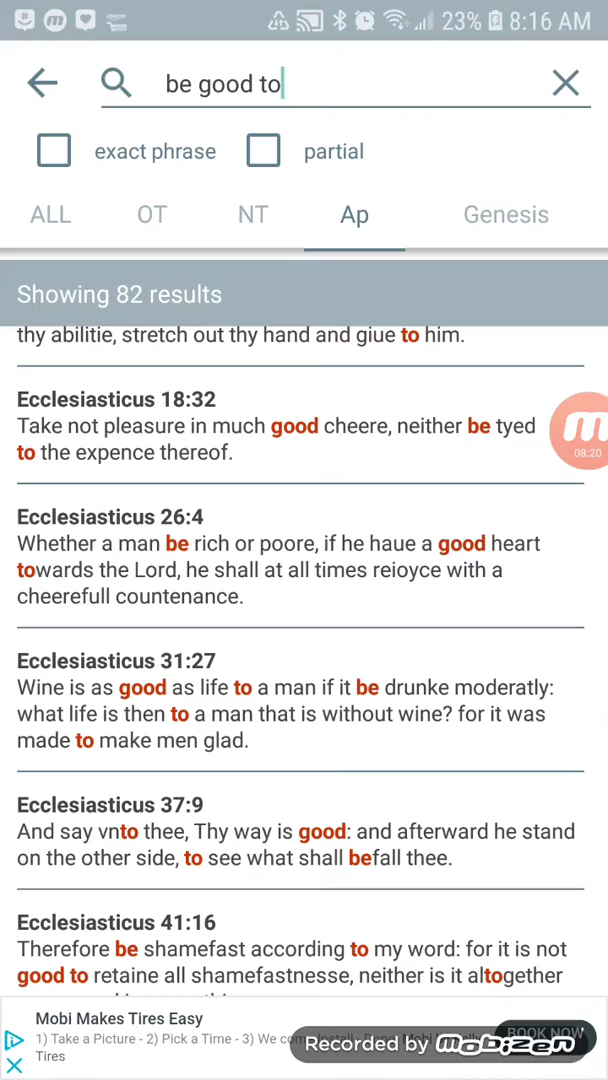 23% 8:16 AM
be good to
exact phrase partial
ALL OT NT Ap Genesis
Showing 82 results
thy abilitie, stretch out thy hand and giue to him.
Ecclesiasticus 18:32
Take not pleasure in much good cheere, neither be tyed
to the expence thereof.
Ecclesiasticus 26:4
Whether a man be rich or poore, if he haue a good heart
towards the Lord, he shall at all times reioyce with a
cheerefull countenance.
Ecclesiasticus 31:27
Wine is as good as life to a man if it be drunke moderatly:
what life is then to a man that is without wine? for it was
made to make men glad.
Ecclesiasticus 37:9
And say vnto thee, Thy way is good: and afterward he stand
on the other side, to see what shall befall thee.
Ecclesiasticus 41:16
Therefore be shamefast according to my word: for it is not
good to retaine all shamefastnesse, neither is it altogether
08:20
Mobi Makes Tires Easy
1) Take a Picture - 2) Pick a Time - 3) We
Tires
BOOK NOW
Recorded by mobizen